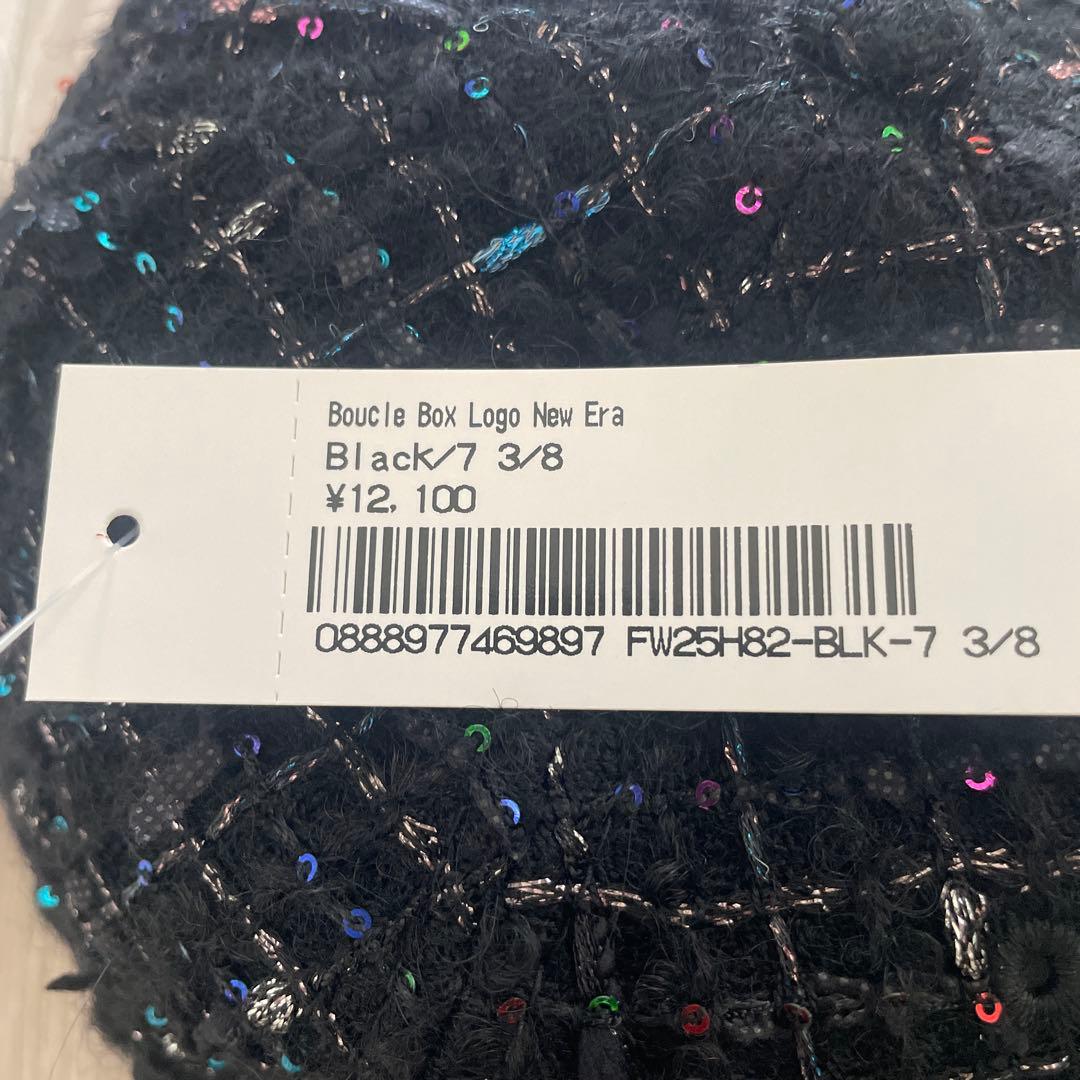 Boucle Box Logo New Era
Black/7 3/8
¥12,100
0888977469897 FW25H82-BLK-7 3/8